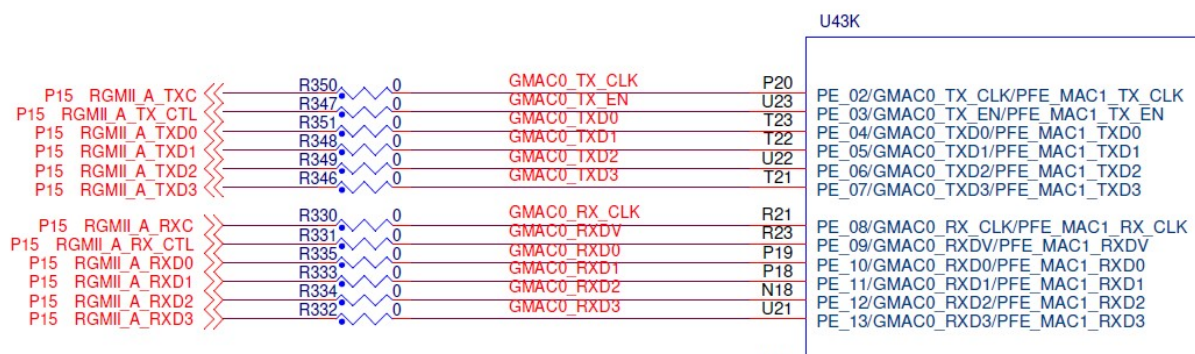 U43K
P15 RGMII_A_TXC R350 0 GMAC0_TX_CLK P20 PE_02/GMAC0_TX_CLK/PFE_MAC1_TX_CLK
P15 RGMII_A_TX_CTL R347 0 GMAC0_TX_EN U23 PE_03/GMAC0_TX_EN/PFE_MAC1_TX_EN
P15 RGMII_A_TXD0 R351 0 GMAC0_TXD0 T23 PE_04/GMAC0_TXD0/PFE_MAC1_TXD0
P15 RGMII_A_TXD1 R348 0 GMAC0_TXD1 T22 PE_05/GMAC0_TXD1/PFE_MAC1_TXD1
P15 RGMII_A_TXD2 R349 0 GMAC0_TXD2 U22 PE_06/GMAC0_TXD2/PFE_MAC1_TXD2
P15 RGMII_A_TXD3 R346 0 GMAC0_TXD3 T21 PE_07/GMAC0_TXD3/PFE_MAC1_TXD3
P15 RGMII_A_RXC R330 0 GMAC0_RX_CLK R21 PE_08/GMAC0_RX_CLK/PFE_MAC1_RX_CLK
P15 RGMII_A_RX_CTL R331 0 GMAC0_RXDV R23 PE_09/GMAC0_RXDV/PFE_MAC1_RXDV
P15 RGMII_A_RXD0 R335 0 GMAC0_RXD0 P19 PE_10/GMAC0_RXD0/PFE_MAC1_RXD0
P15 RGMII_A_RXD1 R333 0 GMAC0_RXD1 P18 PE_11/GMAC0_RXD1/PFE_MAC1_RXD1
P15 RGMII_A_RXD2 R334 0 GMAC0_RXD2 N18 PE_12/GMAC0_RXD2/PFE_MAC1_RXD2
P15 RGMII_A_RXD3 R332 0 GMAC0_RXD3 U21 PE_13/GMAC0_RXD3/PFE_MAC1_RXD3